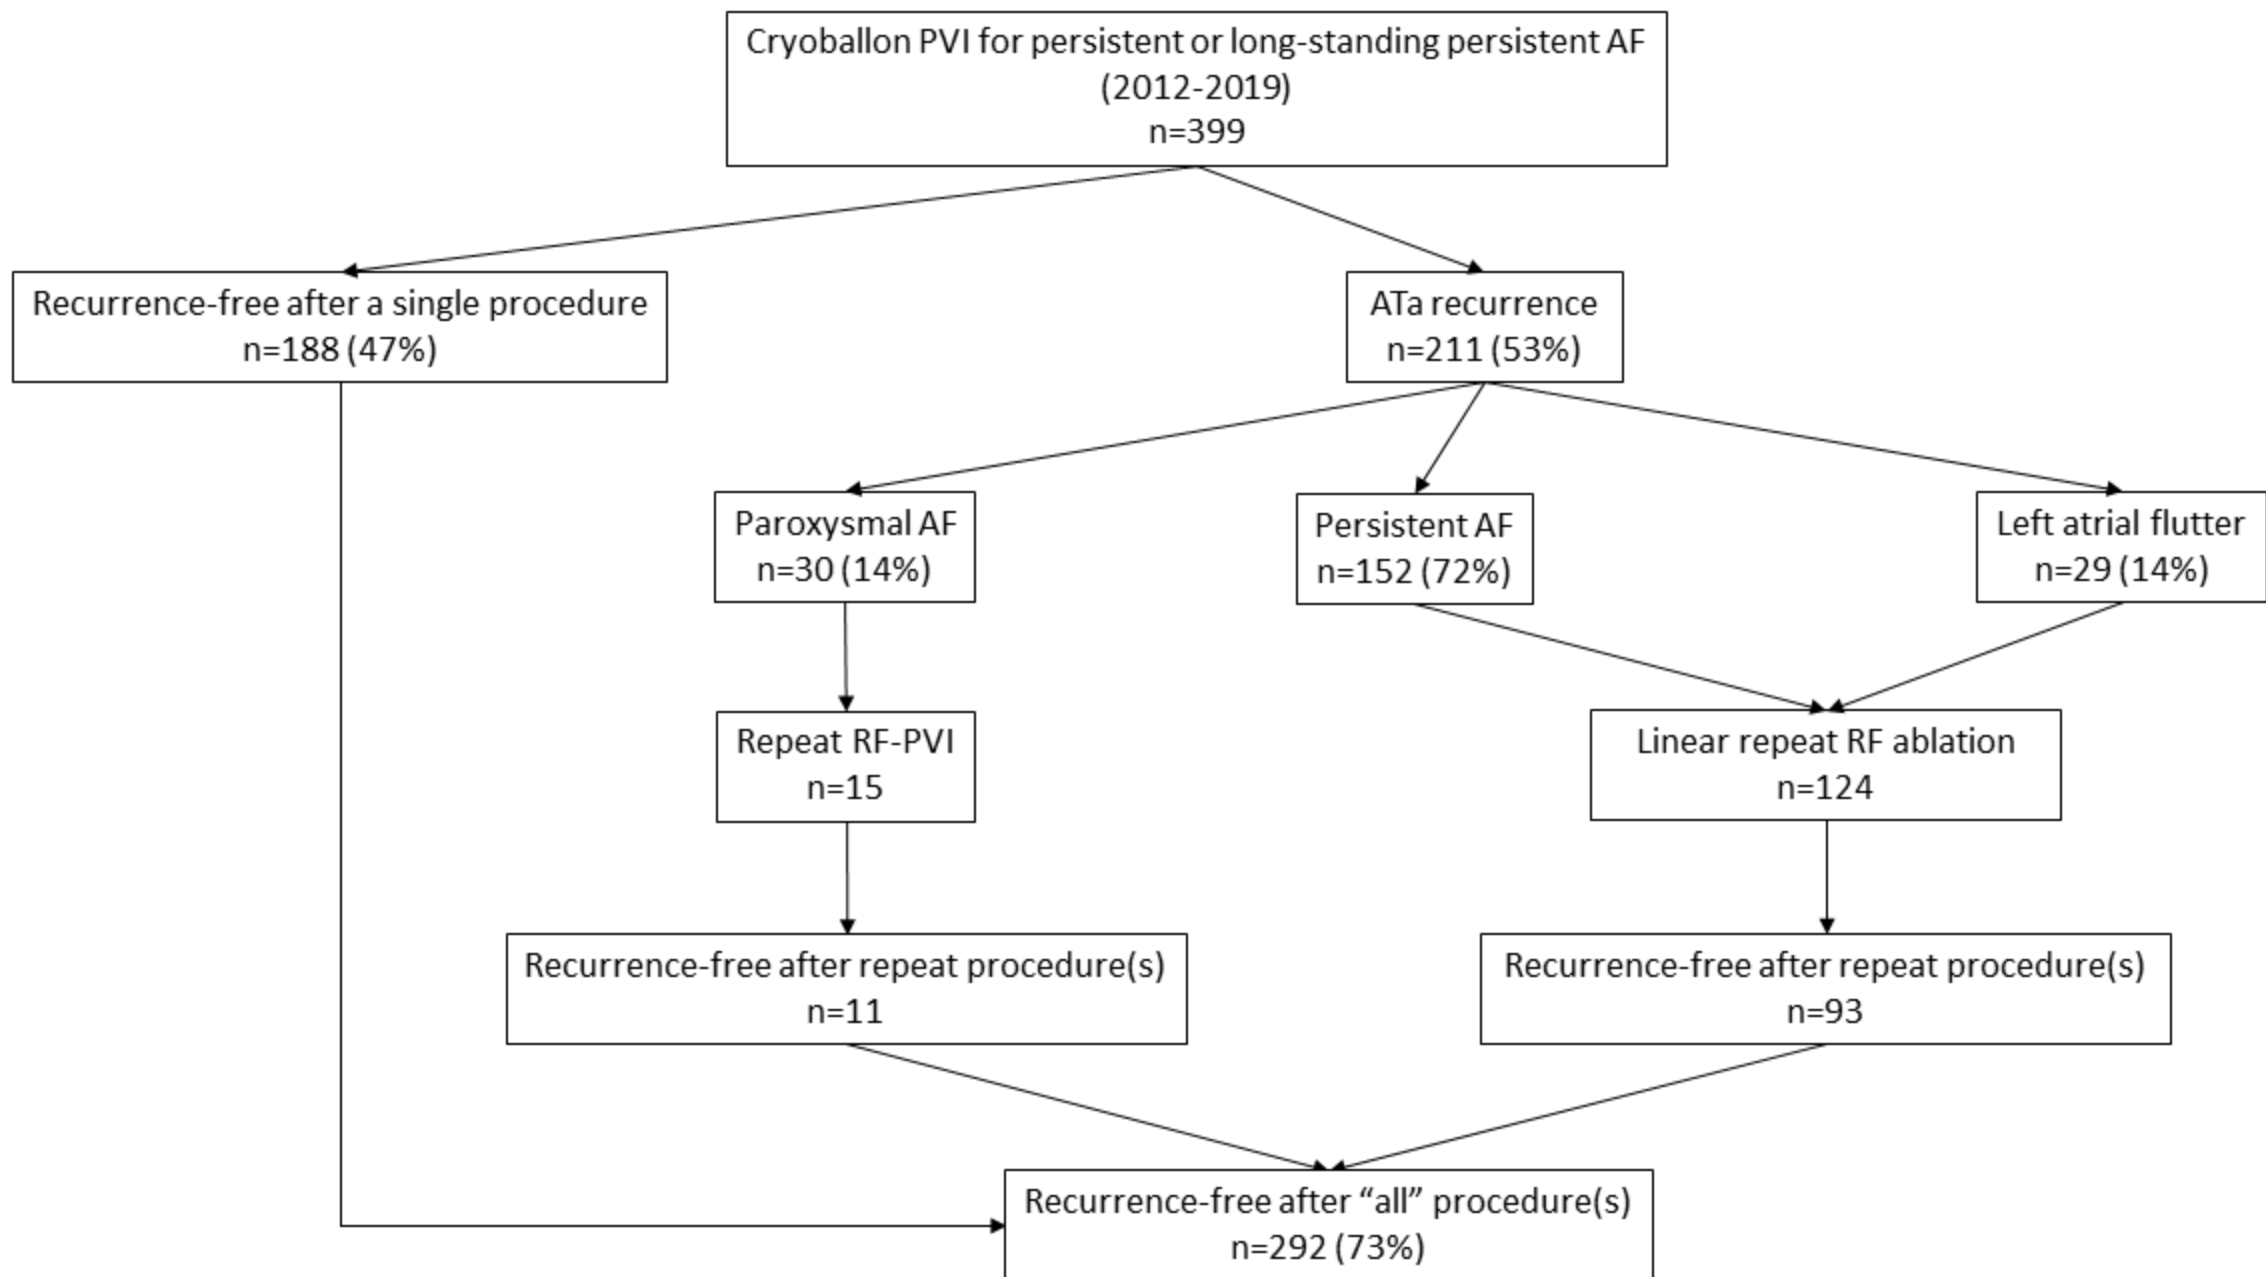 Cryoballon PVI for persistent or long-standing persistent AF
(2012-2019)
n=399
Recurrence-free after a single procedure
n=188 (47%)
ATa recurrence
n=211 (53%)
Paroxysmal AF
n=30 (14%)
Persistent AF
n=152 (72%)
Left atrial flutter
n=29 (14%)
Repeat RF-PVI
n=15
Linear repeat RF ablation
n=124
Recurrence-free after repeat procedure(s)
n=11
Recurrence-free after repeat procedure(s)
n=93
Recurrence-free after “all” procedure(s)
n=292 (73%)